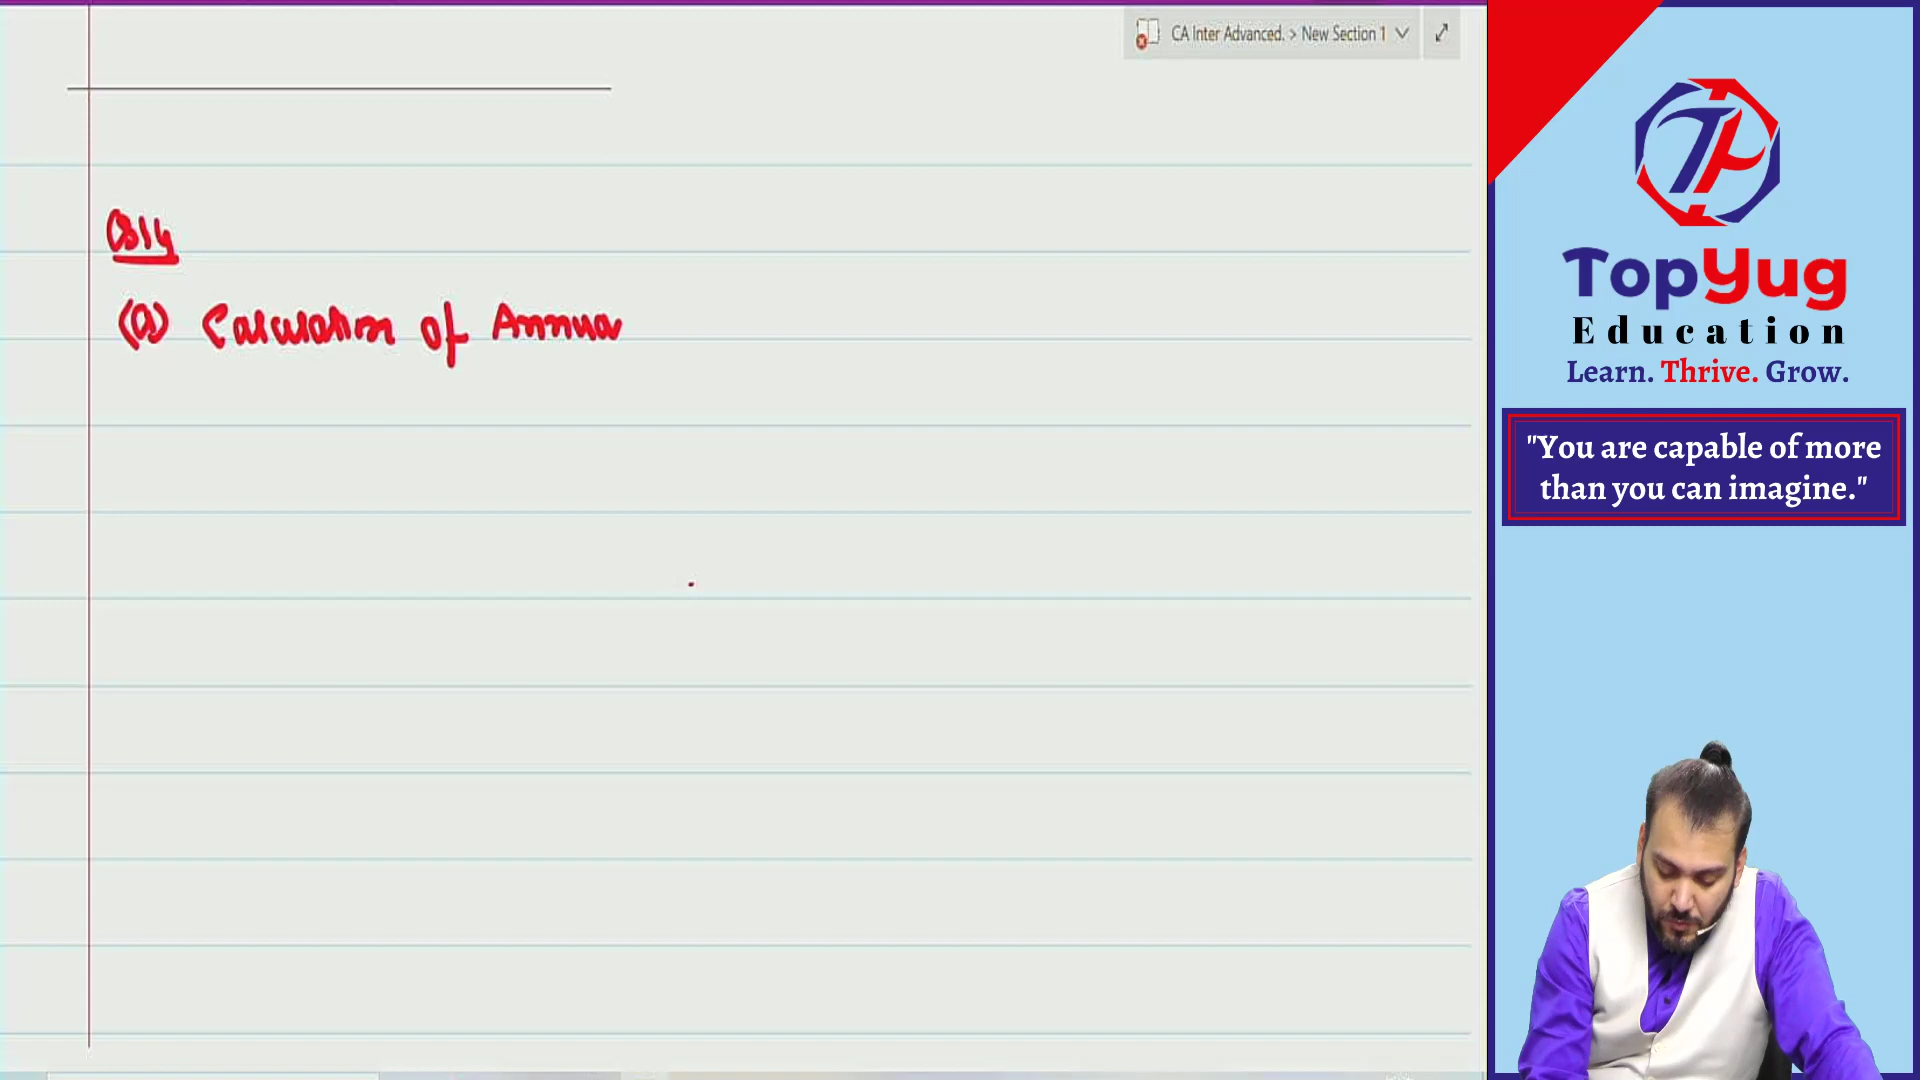 CA Inter Advanced. > New Section 1
Q14
(a) Calculation of Annua
TopYug
Education
Learn. Thrive. Grow.
"You are capable of more
than you can imagine."